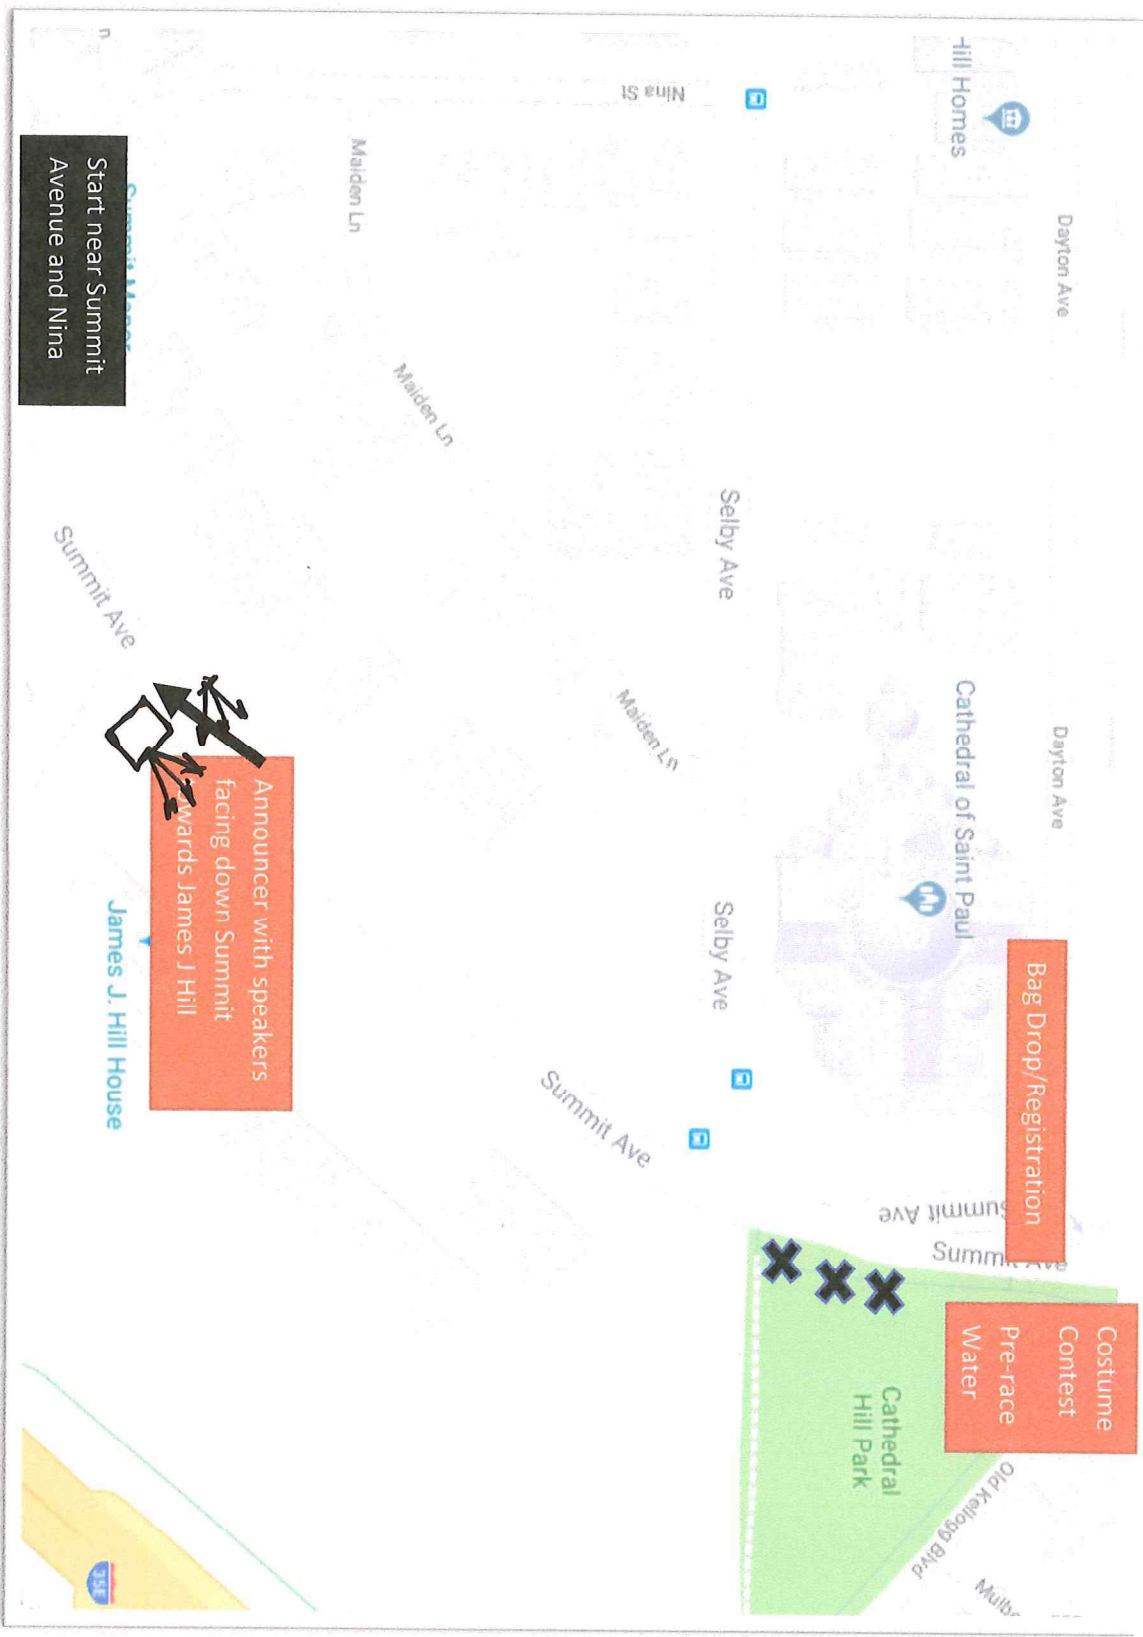 Hill Homes
Dayton Ave
Dayton Ave
Bag Drop/Registration
Costume
Contest
Pre-race
Water
Cathedral of Saint Paul
Summit Ave
Old Kellogg Blvd
Cathedral
Hill Park
Nina St
Selby Ave
Selby Ave
Maiden Ln
Summit Ave
Maiden Ln
Maiden Ln
Announcer with speakers
facing down Summit
James J Hill
James J. Hill House
Summit Manor
Start near Summit
Avenue and Nina
Summit Ave
35E